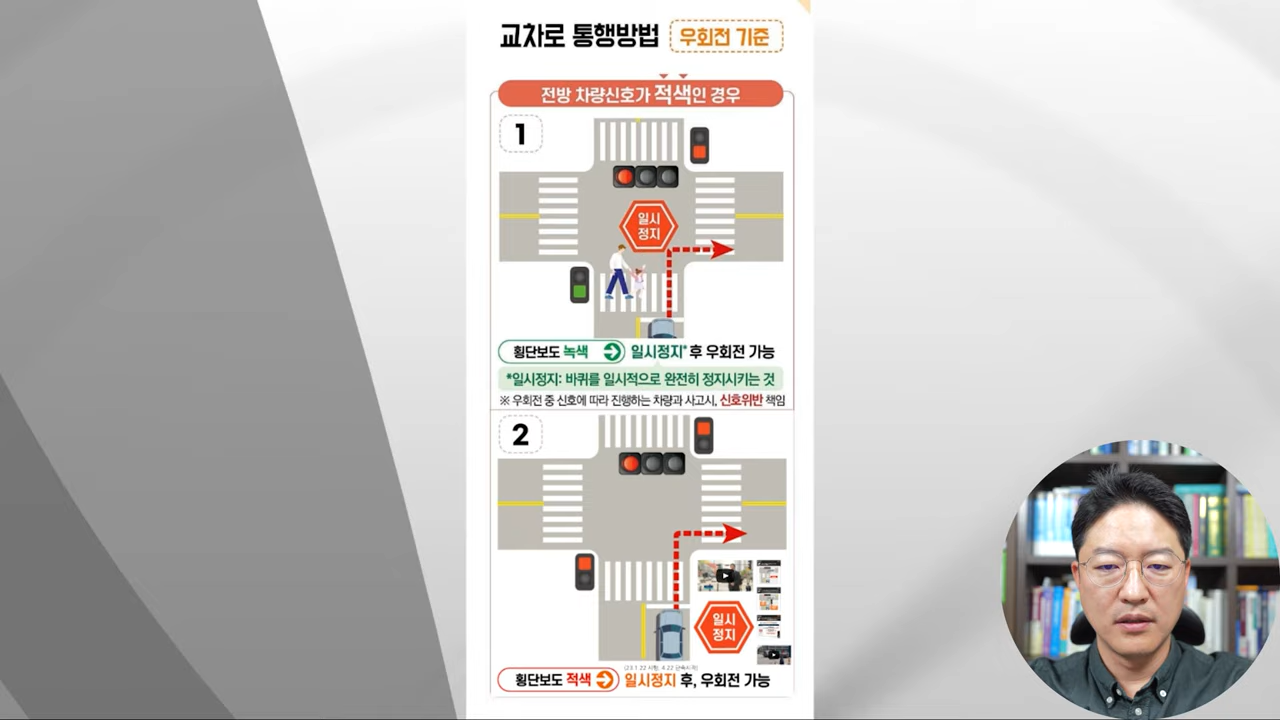 교차로 통행방법 우회전 기준
전방 차량신호가 적색인 경우
1
일시
정지
횡단보도 녹색 일시정지* 후 우회전 가능
*일시정지: 바퀴를 일시적으로 완전히 정지시키는 것
※ 우회전 중 신호에 따라 진행하는 차량과 사고시, 신호위반 책임
2
일시
정지
횡단보도 적색 일시정지 후, 우회전 가능